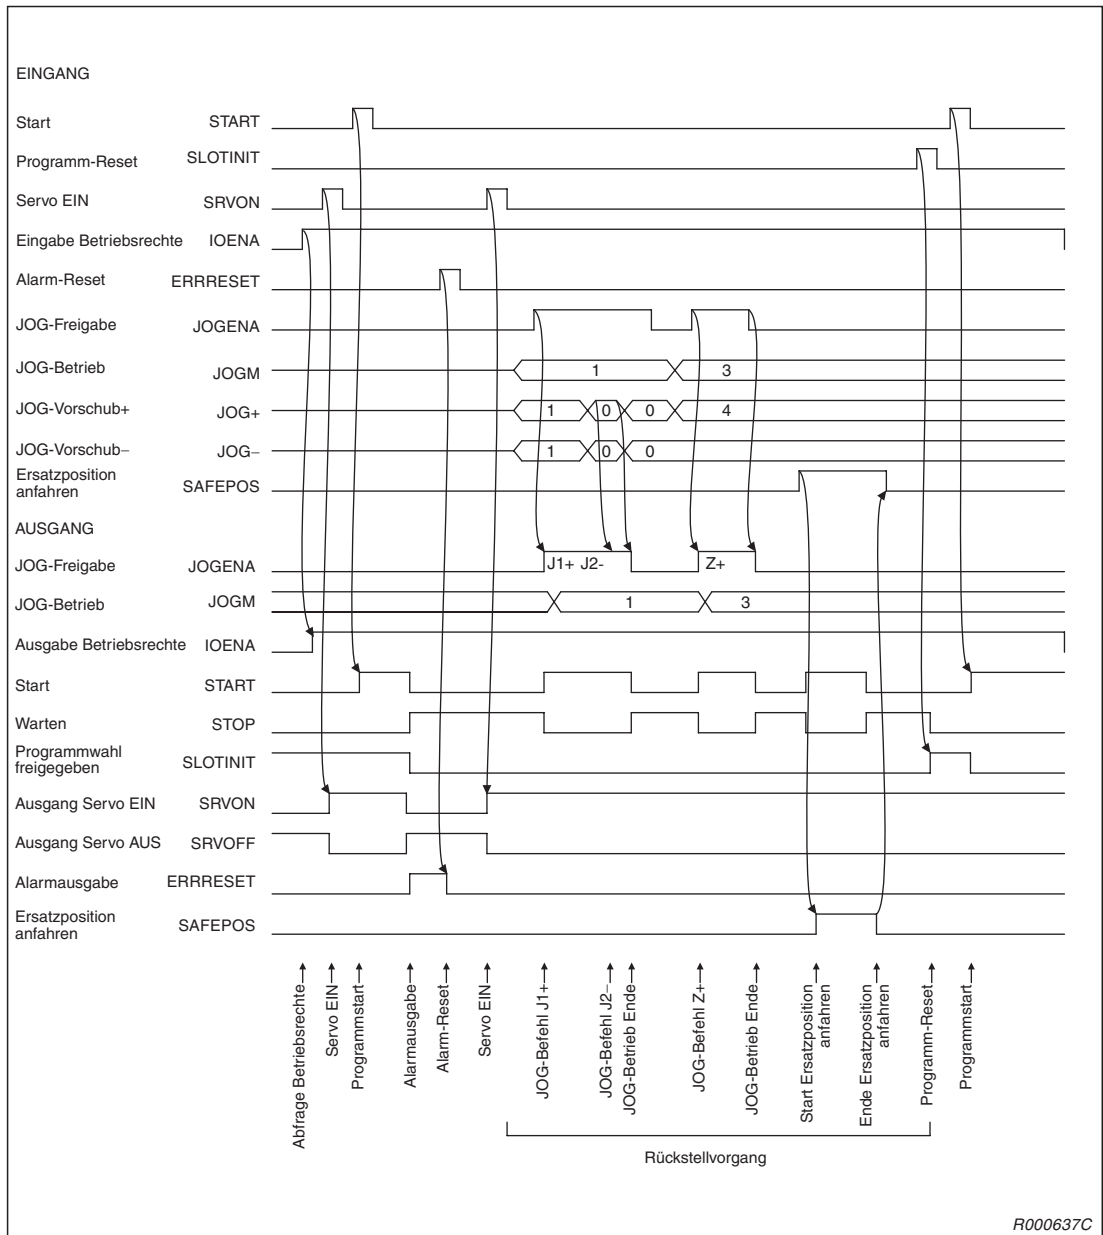 EINGANG
Start START
Programm-Reset SLOTINIT
Servo EIN SRVON
Eingabe Betriebsrechte IOENA
Alarm-Reset ERRRESET
JOG-Freigabe JOGENA
JOG-Betrieb JOGM 1 3
JOG-Vorschub+ JOG+ 1 0 0 4
JOG-Vorschub− JOG− 1 0 0
Ersatzposition
anfahren SAFEPOS
AUSGANG
JOG-Freigabe JOGENA J1+ J2- Z+
JOG-Betrieb JOGM 1 3
Ausgabe Betriebsrechte IOENA
Start START
Warten STOP
Programmwahl
freigegeben SLOTINIT
Ausgang Servo EIN SRVON
Ausgang Servo AUS SRVOFF
Alarmausgabe ERRRESET
Ersatzposition
anfahren SAFEPOS
Abfrage Betriebsrechte
Servo EIN
Programmstart
Alarmausgabe
Alarm-Reset
Servo EIN
JOG-Befehl J1+
JOG-Befehl J2−
JOG-Betrieb Ende
JOG-Befehl Z+
JOG-Betrieb Ende
Start Ersatzposition
anfahren
Ende Ersatzposition
anfahren
Programm-Reset
Programmstart
Rückstellvorgang
R000637C